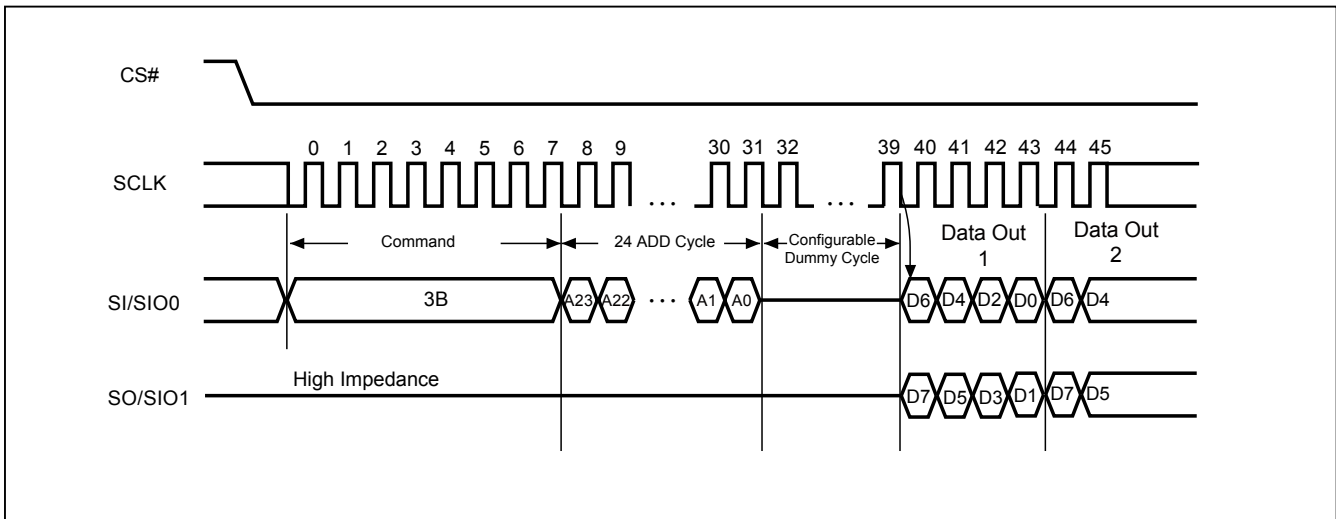 CS#
0 1 2 3 4 5 6 7 8 9 30 31 32 39 40 41 42 43 44 45
SCLK
... ...
Command 24 ADD Cycle Configurable Dummy Cycle Data Out 1 Data Out 2
SI/SIO0 3B A23 A22 ... A1 A0 D6 D4 D2 D0 D6 D4
High Impedance
SO/SIO1 D7 D5 D3 D1 D7 D5